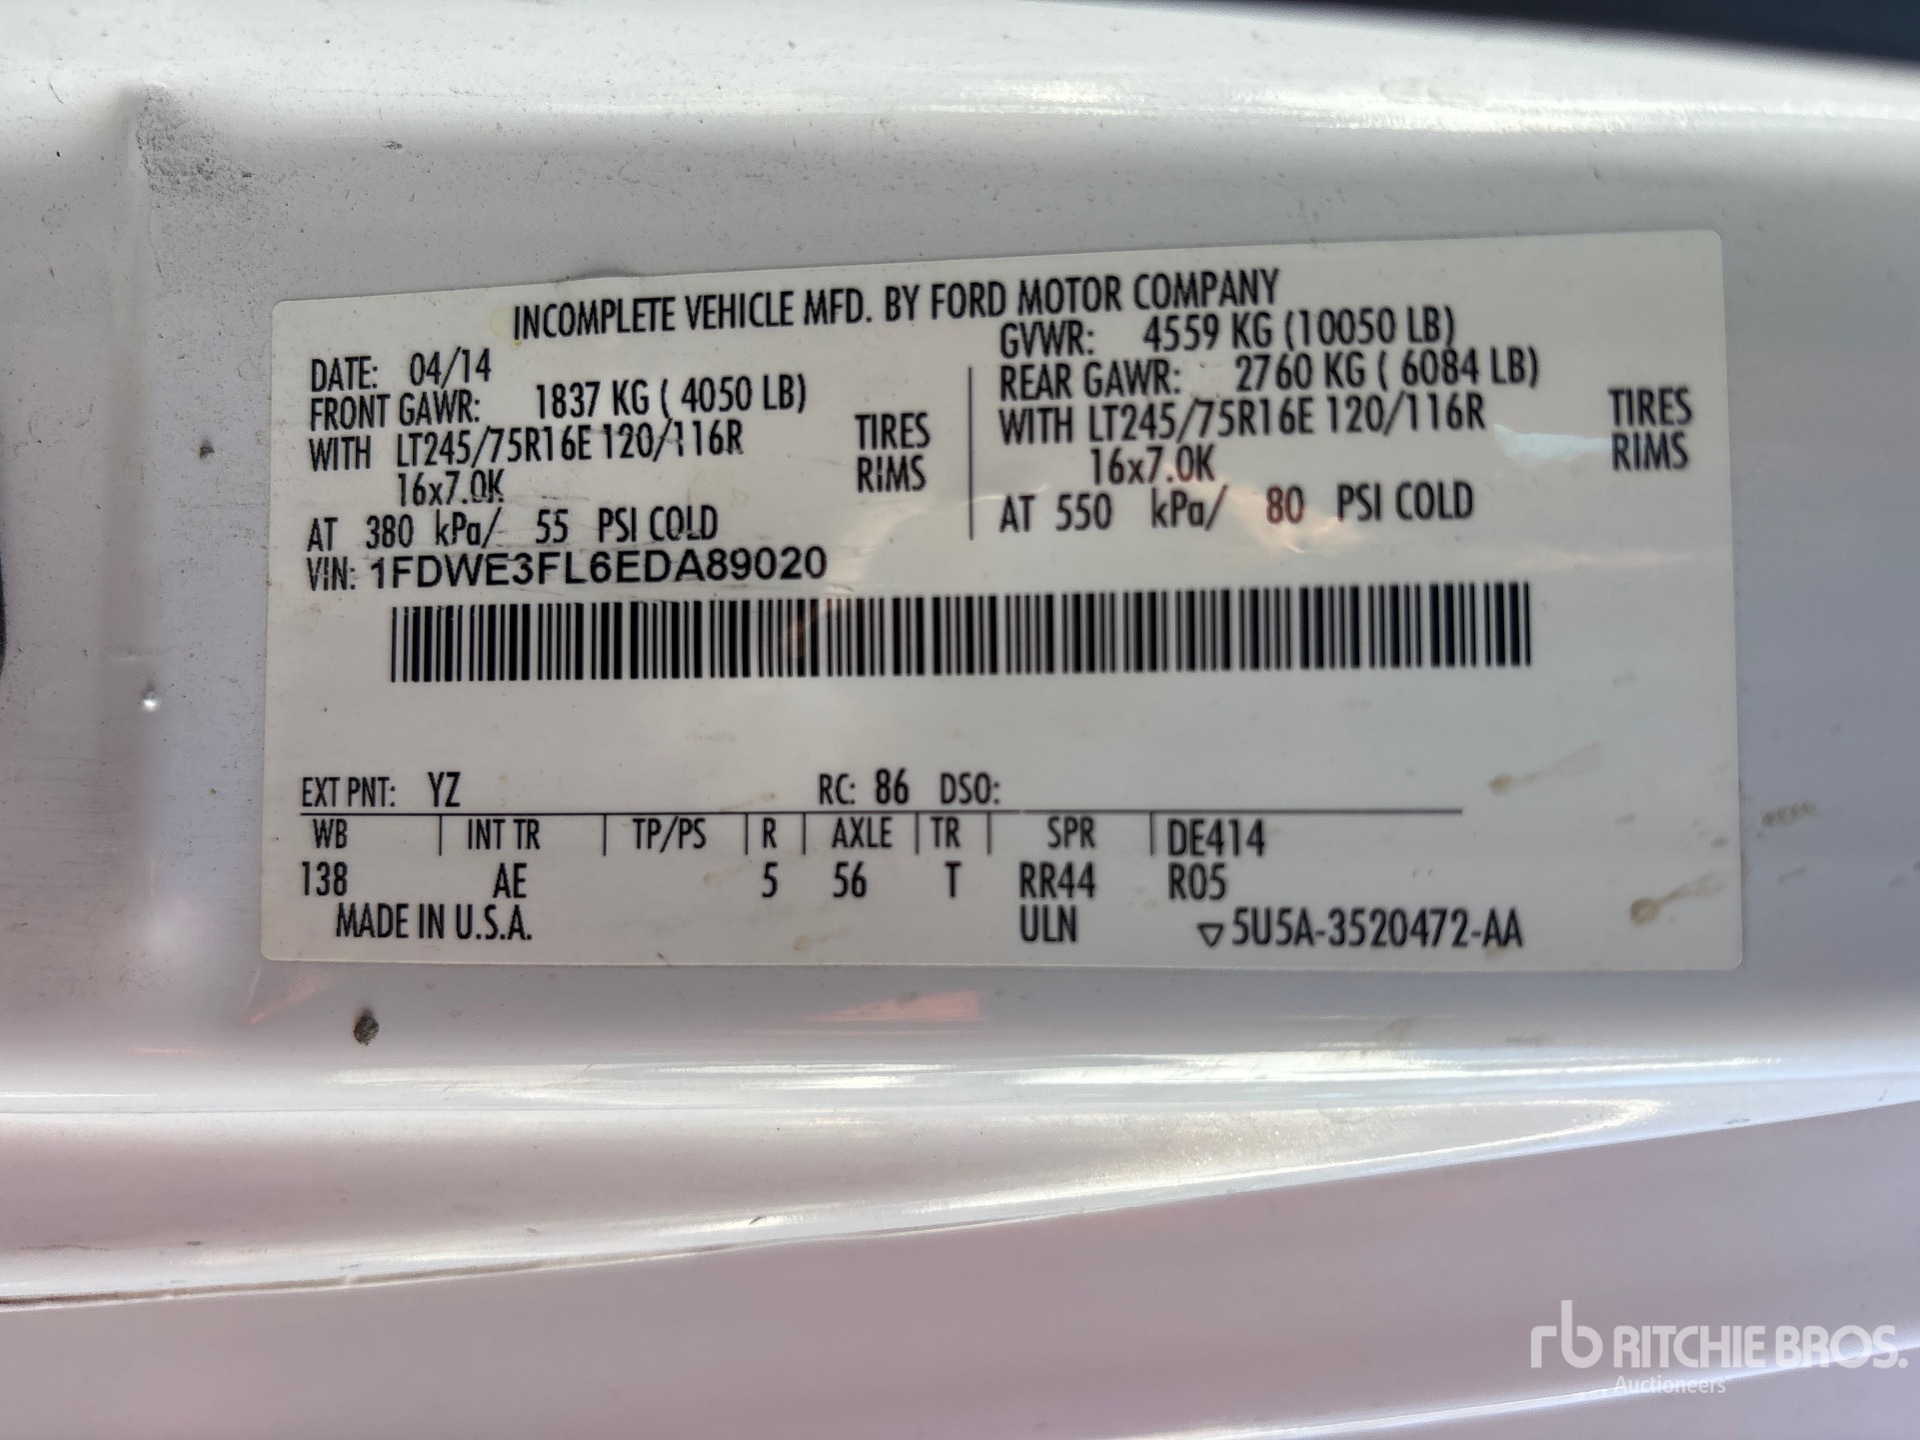 INCOMPLETE VEHICLE MFD. BY FORD MOTOR COMPANY
DATE: 04/14
GVWR: 4559 KG (10050 LB)
FRONT GAWR: 1837 KG ( 4050 LB)
REAR GAWR: 2760 KG ( 6084 LB)
WITH LT245/75R16E 120/116R TIRES
WITH LT245/75R16E 120/116R TIRES
16x7.0K RIMS
16x7.0K RIMS
AT 380 kPa/ 55 PSI COLD
AT 550 kPa/ 80 PSI COLD
VIN: 1FDWE3FL6EDA89020
EXT PNT: YZ RC: 86 DSO:
WB INT TR TP/PS R AXLE TR SPR DE414
138 AE 5 56 T RR44 R05
MADE IN U.S.A. ULN ▽5U5A-3520472-AA
rb RITCHIE BROS.
Auctioneers